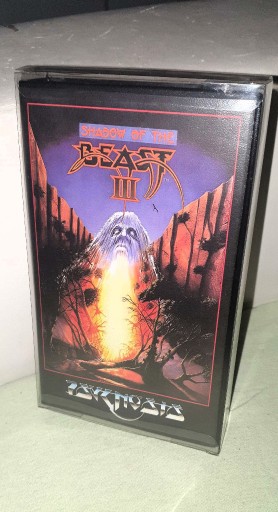 SHADOW OF THE
BEAST
III
PSYGNOSIS